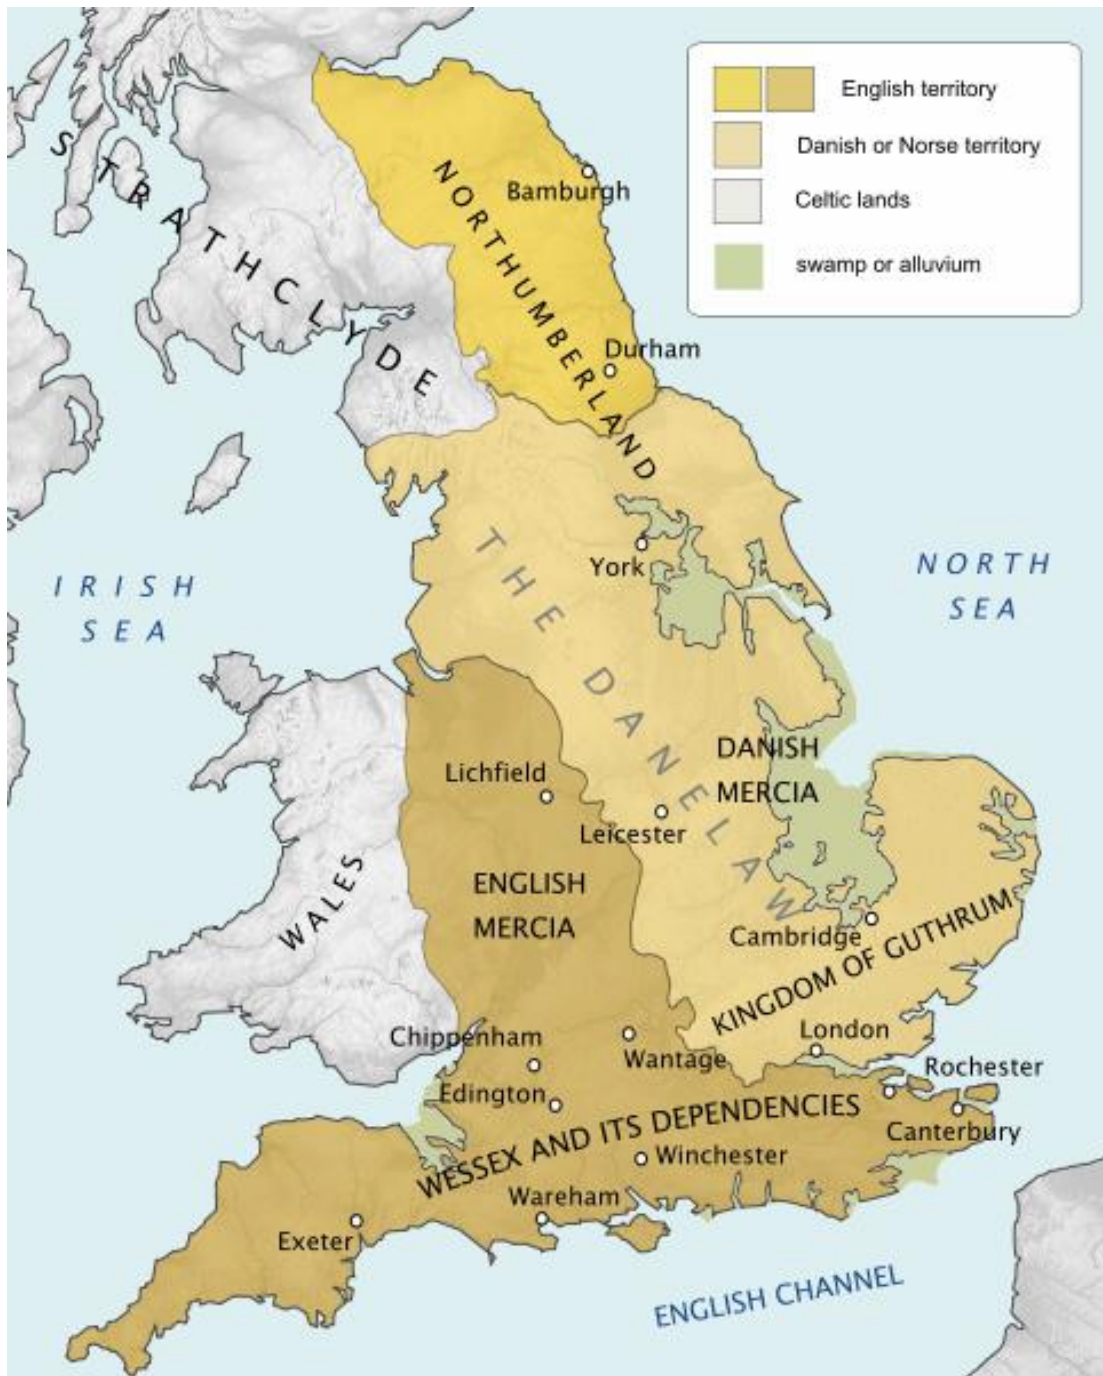 English territory
Danish or Norse territory
Celtic lands
swamp or alluvium
STRATHCLYDE
NORTHUMBERLAND
Bamburgh
Durham
THE DANELAW
York
IRISH
SEA
NORTH
SEA
DANISH
MERCIA
Lichfield
Leicester
ENGLISH
MERCIA
WALES
Cambridge
KINGDOM OF GUTHRUM
Chippenham
Wantage
London
Rochester
Edington
WESSEX AND ITS DEPENDENCIES
Canterbury
Winchester
Wareham
Exeter
ENGLISH CHANNEL